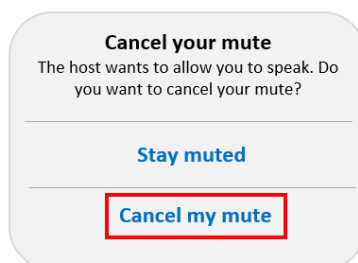 Cancel your mute
The host wants to allow you to speak. Do
you want to cancel your mute?
Stay muted
Cancel my mute